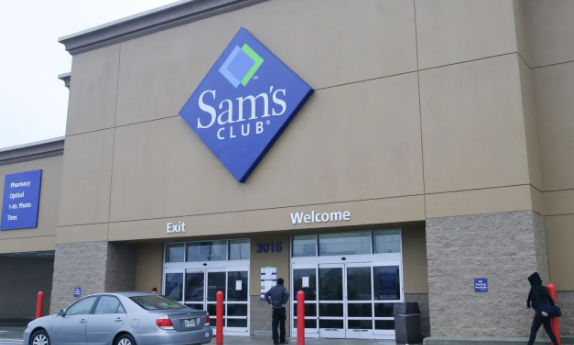 Sam's
CLUB®
Pharmacy
Optical
1-Hr. Photo
Tires
Exit
Welcome
3015